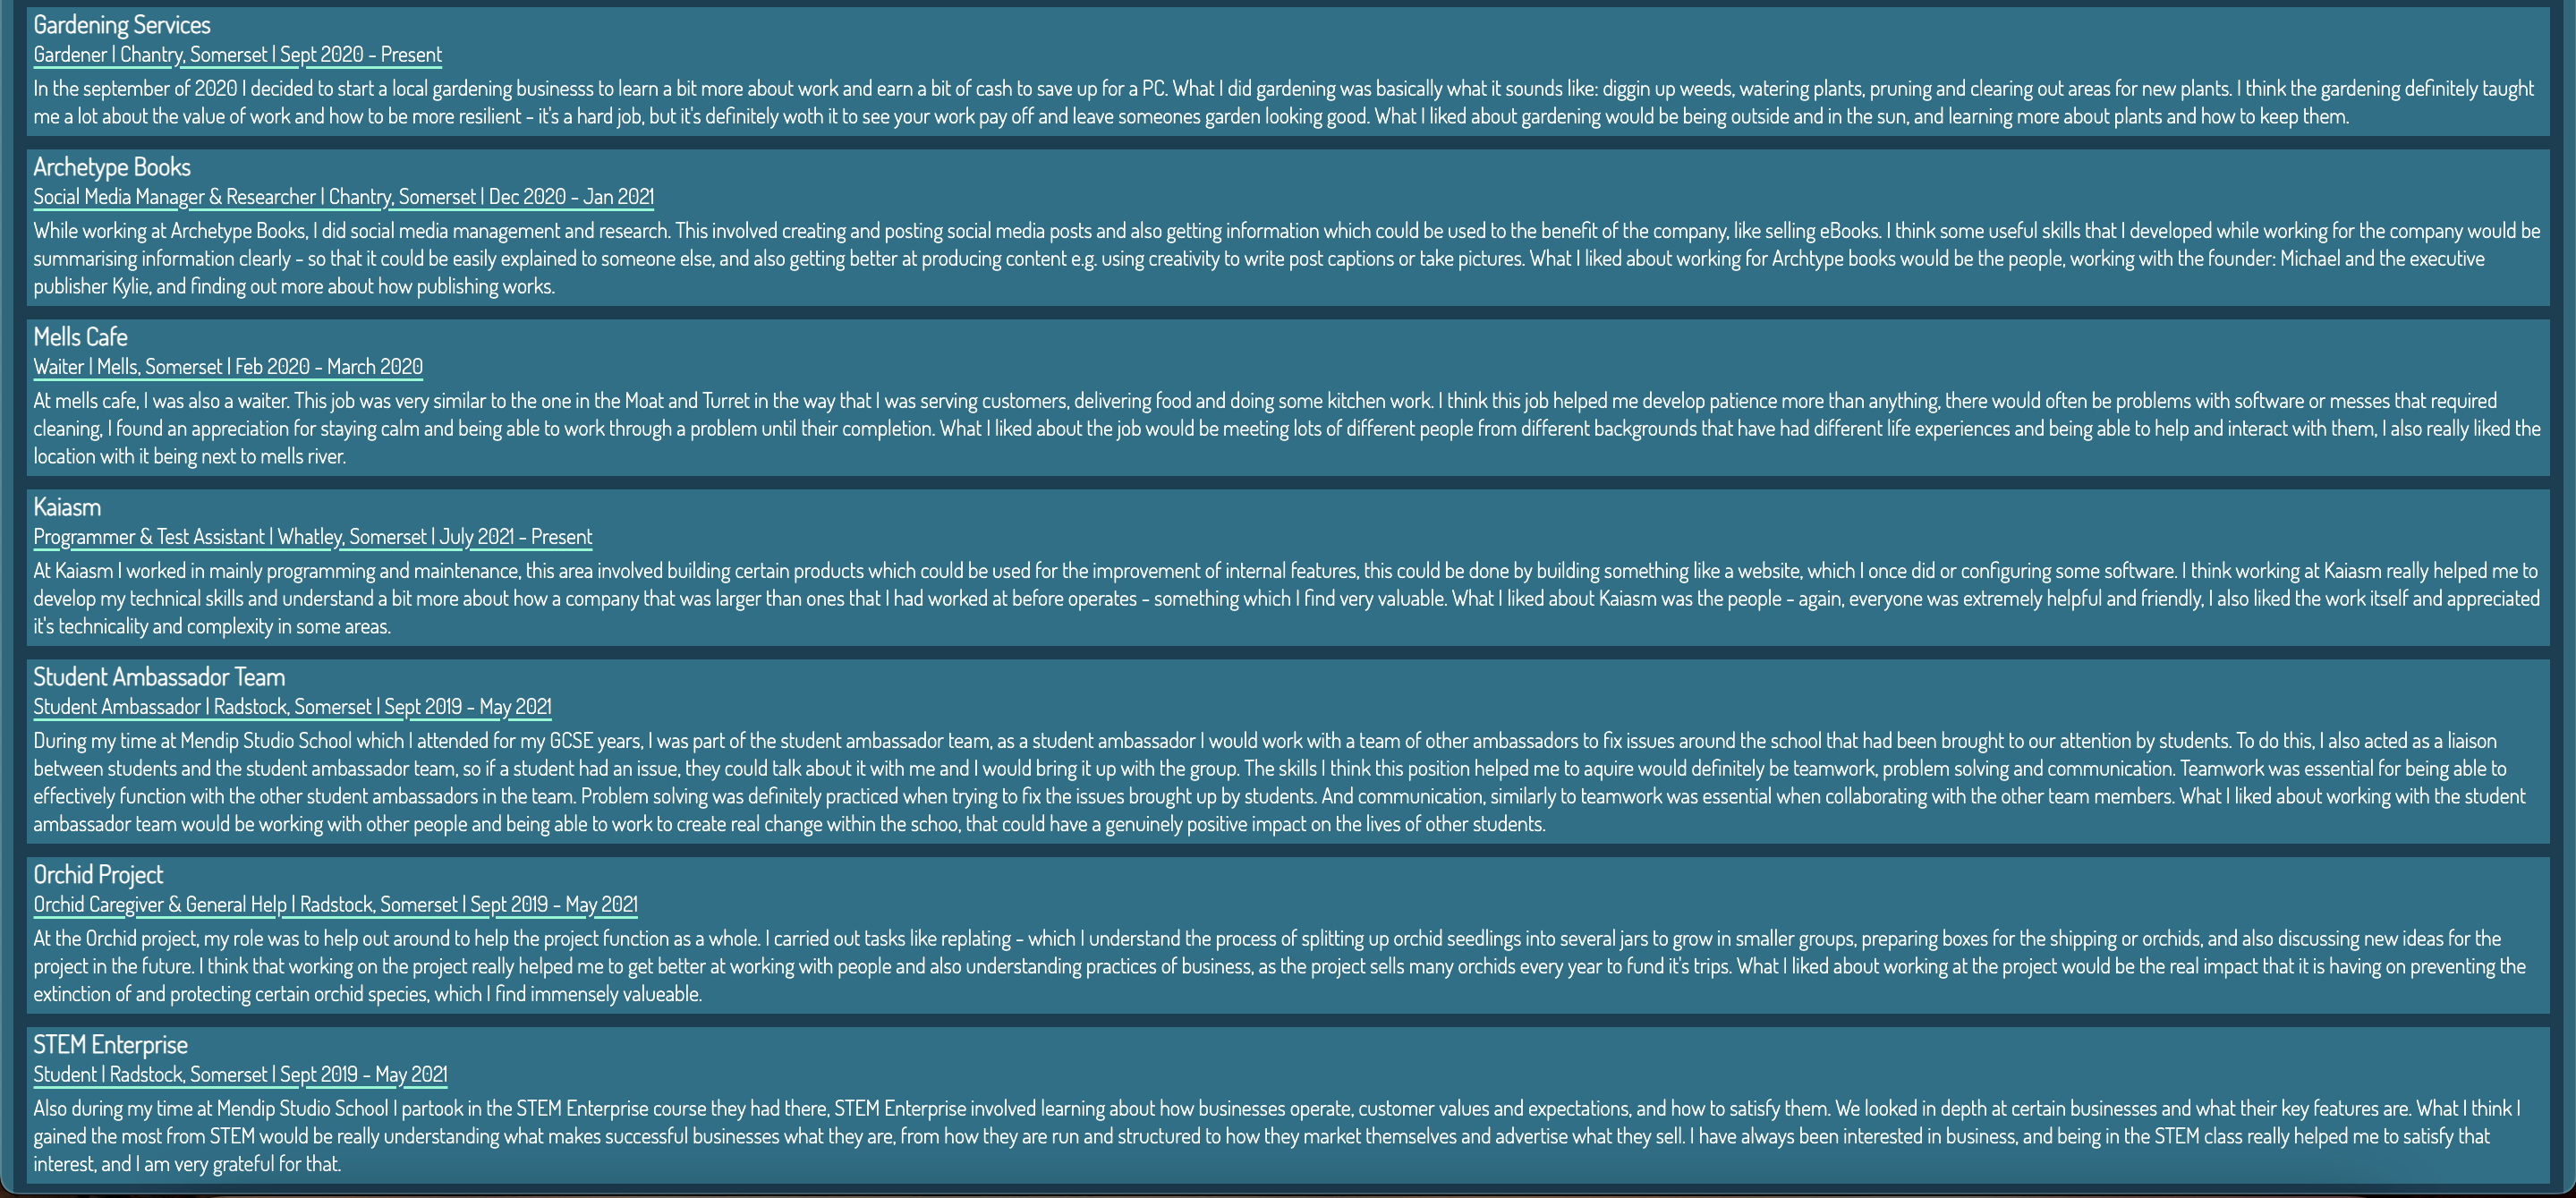 Gardening Services
Gardener | Chantry, Somerset | Sept 2020 - Present
In the september of 2020 I decided to start a local gardening businesss to learn a bit more about work and earn a bit of cash to save up for a PC. What I did gardening was basically what it sounds like: diggin up weeds, watering plants, pruning and clearing out areas for new plants. I think the gardening definitely taught
me a lot about the value of work and how to be more resilient - it's a hard job, but it's definitely woth it to see your work pay off and leave someones garden looking good. What I liked about gardening would be being outside and in the sun, and learning more about plants and how to keep them.
Archetype Books
Social Media Manager & Researcher | Chantry, Somerset | Dec 2020 - Jan 2021
While working at Archetype Books, I did social media management and research. This involved creating and posting social media posts and also getting information which could be used to the benefit of the company, like selling eBooks. I think some useful skills that I developed while working for the company would be
summarising information clearly - so that it could be easily explained to someone else, and also getting better at producing content e.g. using creativity to write post captions or take pictures. What I liked about working for Archtype books would be the people, working with the founder: Michael and the executive
publisher Kylie, and finding out more about how publishing works.
Mells Cafe
Waiter | Mells, Somerset | Feb 2020 - March 2020
At mells cafe, I was also a waiter. This job was very similar to the one in the Moat and Turret in the way that I was serving customers, delivering food and doing some kitchen work. I think this job helped me develop patience more than anything, there would often be problems with software or messes that required
cleaning, I found an appreciation for staying calm and being able to work through a problem until their completion. What I liked about the job would be meeting lots of different people from different backgrounds that have had different life experiences and being able to help and interact with them, I also really liked the
location with it being next to mells river.
Kaiasm
Programmer & Test Assistant | Whatley, Somerset | July 2021 - Present
At Kaiasm I worked in mainly programming and maintenance, this area involved building certain products which could be used for the improvement of internal features, this could be done by building something like a website, which I once did or configuring some software. I think working at Kaiasm really helped me to
develop my technical skills and understand a bit more about how a company that was larger than ones that I had worked at before operates - something which I find very valuable. What I liked about Kaiasm was the people - again, everyone was extremely helpful and friendly, I also liked the work itself and appreciated
it's technicality and complexity in some areas.
Student Ambassador Team
Student Ambassador | Radstock, Somerset | Sept 2019 - May 2021
During my time at Mendip Studio School which I attended for my GCSE years, I was part of the student ambassador team, as a student ambassador I would work with a team of other ambassadors to fix issues around the school that had been brought to our attention by students. To do this, I also acted as a liaison
between students and the student ambassador team, so if a student had an issue, they could talk about it with me and I would bring it up with the group. The skills I think this position helped me to aquire would definitely be teamwork, problem solving and communication. Teamwork was essential for being able to
effectively function with the other student ambassadors in the team. Problem solving was definitely practiced when trying to fix the issues brought up by students. And communication, similarly to teamwork was essential when collaborating with the other team members. What I liked about working with the student
ambassador team would be working with other people and being able to work to create real change within the schoo, that could have a genuinely positive impact on the lives of other students.
Orchid Project
Orchid Caregiver & General Help | Radstock, Somerset | Sept 2019 - May 2021
At the Orchid project, my role was to help out around to help the project function as a whole. I carried out tasks like replating - which I understand the process of splitting up orchid seedlings into several jars to grow in smaller groups, preparing boxes for the shipping or orchids, and also discussing new ideas for the
project in the future. I think that working on the project really helped me to get better at working with people and also understanding practices of business, as the project sells many orchids every year to fund it's trips. What I liked about working at the project would be the real impact that it is having on preventing the
extinction of and protecting certain orchid species, which I find immensely valueable.
STEM Enterprise
Student | Radstock, Somerset | Sept 2019 - May 2021
Also during my time at Mendip Studio School I partook in the STEM Enterprise course they had there, STEM Enterprise involved learning about how businesses operate, customer values and expectations, and how to satisfy them. We looked in depth at certain businesses and what their key features are. What I think I
gained the most from STEM would be really understanding what makes successful businesses what they are, from how they are run and structured to how they market themselves and advertise what they sell. I have always been interested in business, and being in the STEM class really helped me to satisfy that
interest, and I am very grateful for that.